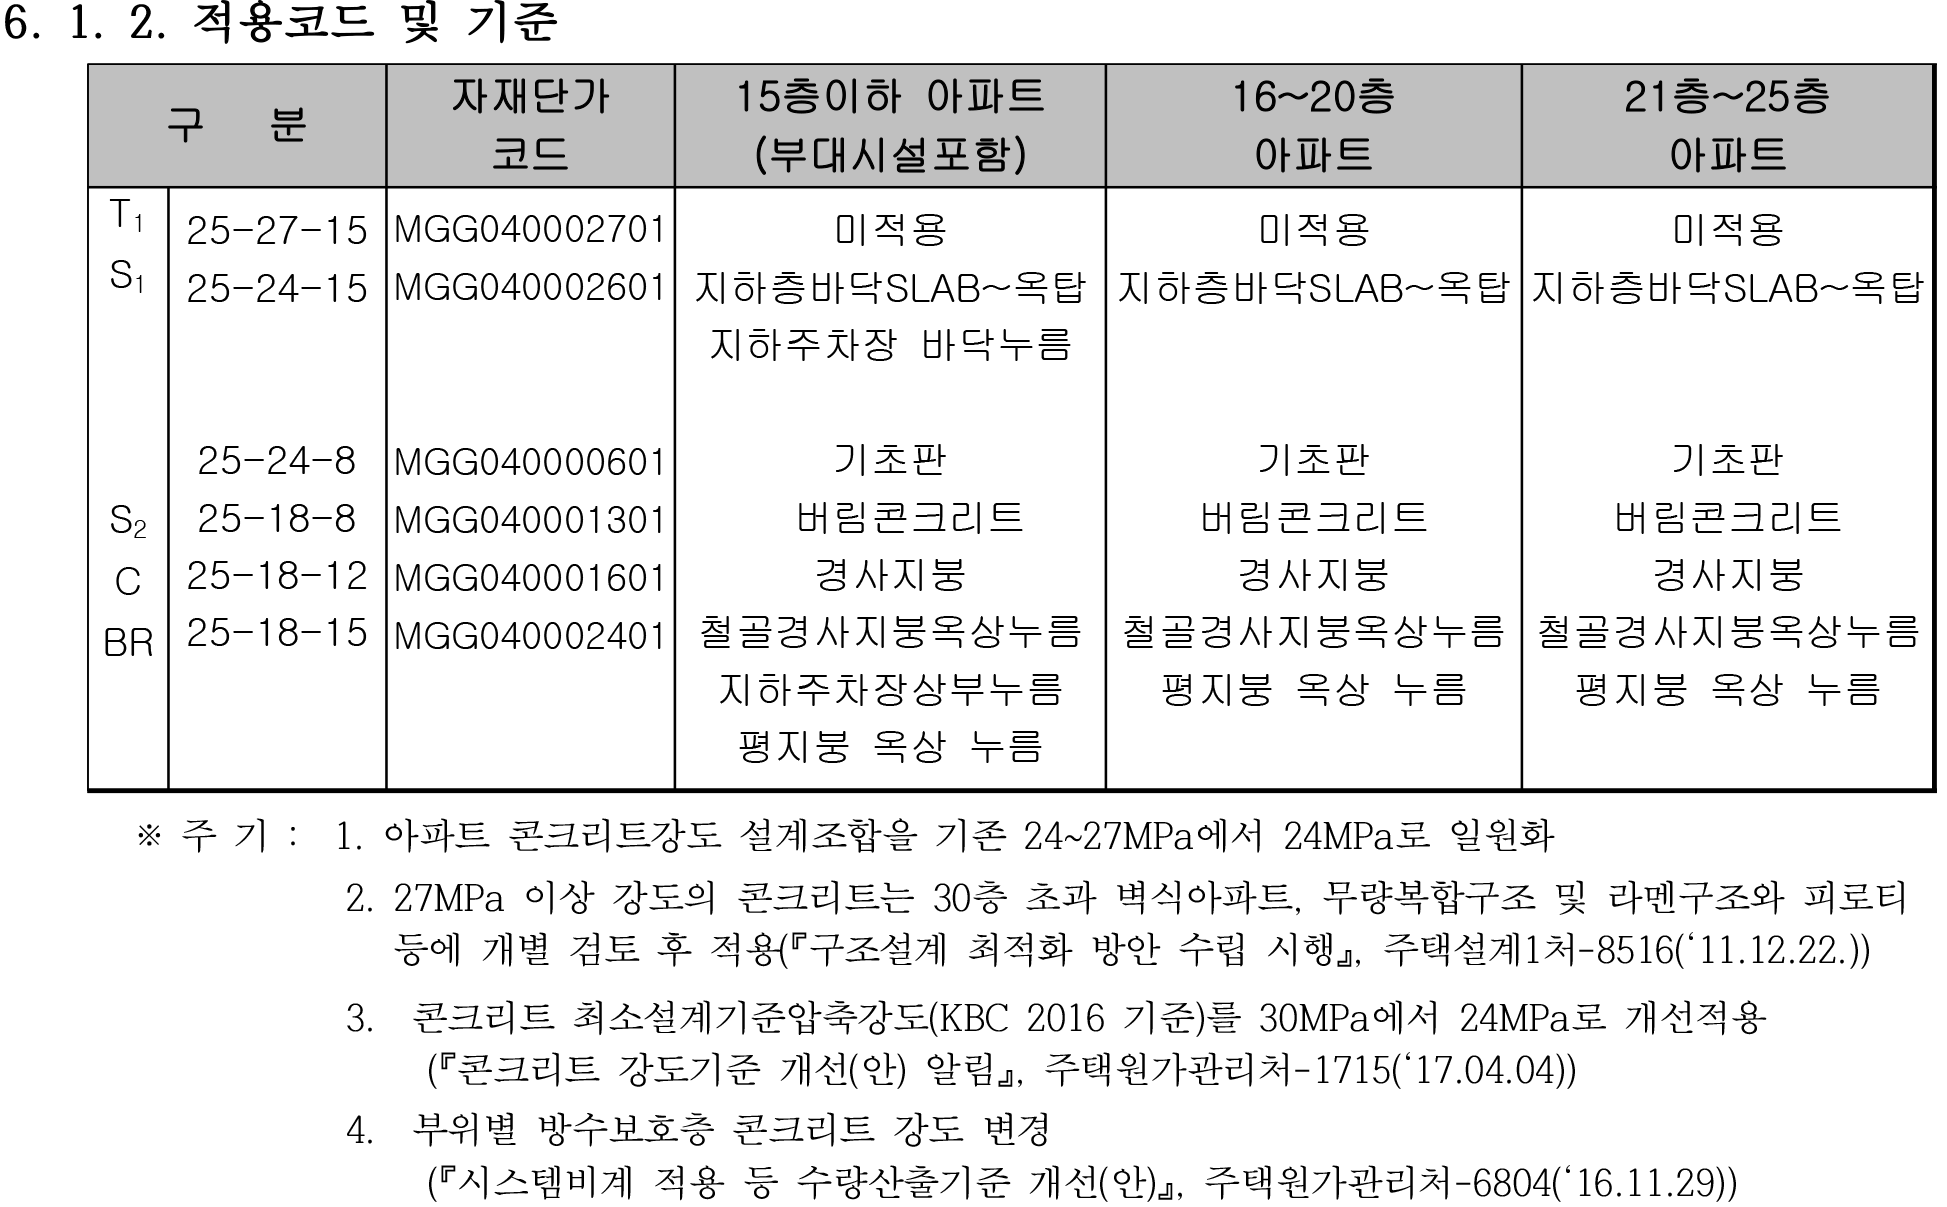 6. 1. 2. 적용코드 및 기준
구 분 자재단가 코드 15층이하 아파트 (부대시설포함) 16~20층 아파트 21층~25층 아파트
T₁ 25-27-15 MGG040002701 미적용 미적용 미적용
S₁ 25-24-15 MGG040002601 지하층바닥SLAB~옥탑 지하층바닥SLAB~옥탑 지하층바닥SLAB~옥탑
지하주차장 바닥누름
25-24-8 MGG040000601 기초판 기초판 기초판
S₂ 25-18-8 MGG040001301 버림콘크리트 버림콘크리트 버림콘크리트
C 25-18-12 MGG040001601 경사지붕 경사지붕 경사지붕
BR 25-18-15 MGG040002401 철골경사지붕옥상누름 철골경사지붕옥상누름 철골경사지붕옥상누름
지하주차장상부누름 평지붕 옥상 누름 평지붕 옥상 누름
평지붕 옥상 누름
※ 주 기 : 1. 아파트 콘크리트강도 설계조합을 기존 24~27MPa에서 24MPa로 일원화
2. 27MPa 이상 강도의 콘크리트는 30층 초과 벽식아파트, 무량복합구조 및 라멘구조와 피로티
등에 개별 검토 후 적용(『구조설계 최적화 방안 수립 시행』, 주택설계1처-8516(‘11.12.22.))
3. 콘크리트 최소설계기준압축강도(KBC 2016 기준)를 30MPa에서 24MPa로 개선적용
(『콘크리트 강도기준 개선(안) 알림』, 주택원가관리처-1715(‘17.04.04))
4. 부위별 방수보호층 콘크리트 강도 변경
(『시스템비계 적용 등 수량산출기준 개선(안)』, 주택원가관리처-6804(‘16.11.29))